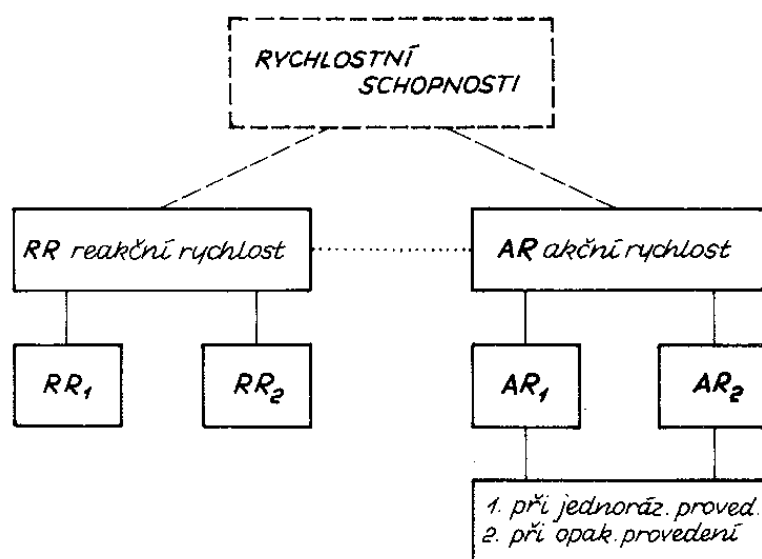 RYCHLOSTNÍ
SCHOPNOSTI
RR reakční rychlost
AR akční rychlost
RR₁
RR₂
AR₁
AR₂
1. při jednoráz. proved.
2. při opak. provedení